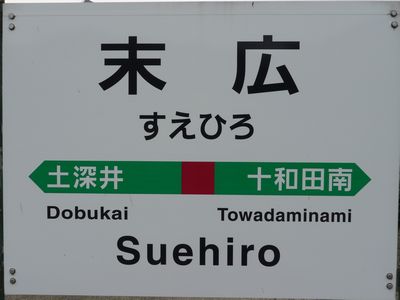 末広
すえひろ
土深井 十和田南
Dobukai Towadaminami
Suehiro